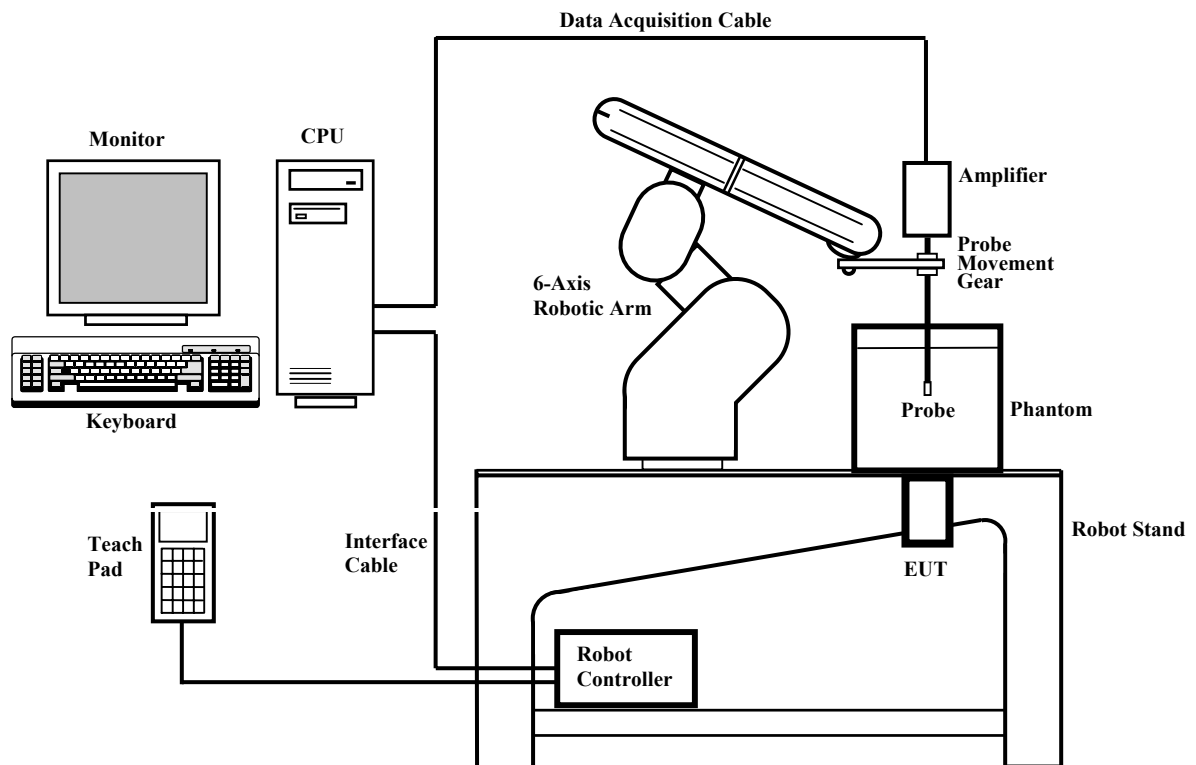 Data Acquisition Cable
Monitor
CPU
Amplifier
Probe
Movement
Gear
6-Axis
Robotic Arm
Keyboard
Probe
Phantom
Teach
Pad
Interface
Cable
EUT
Robot Stand
Robot
Controller